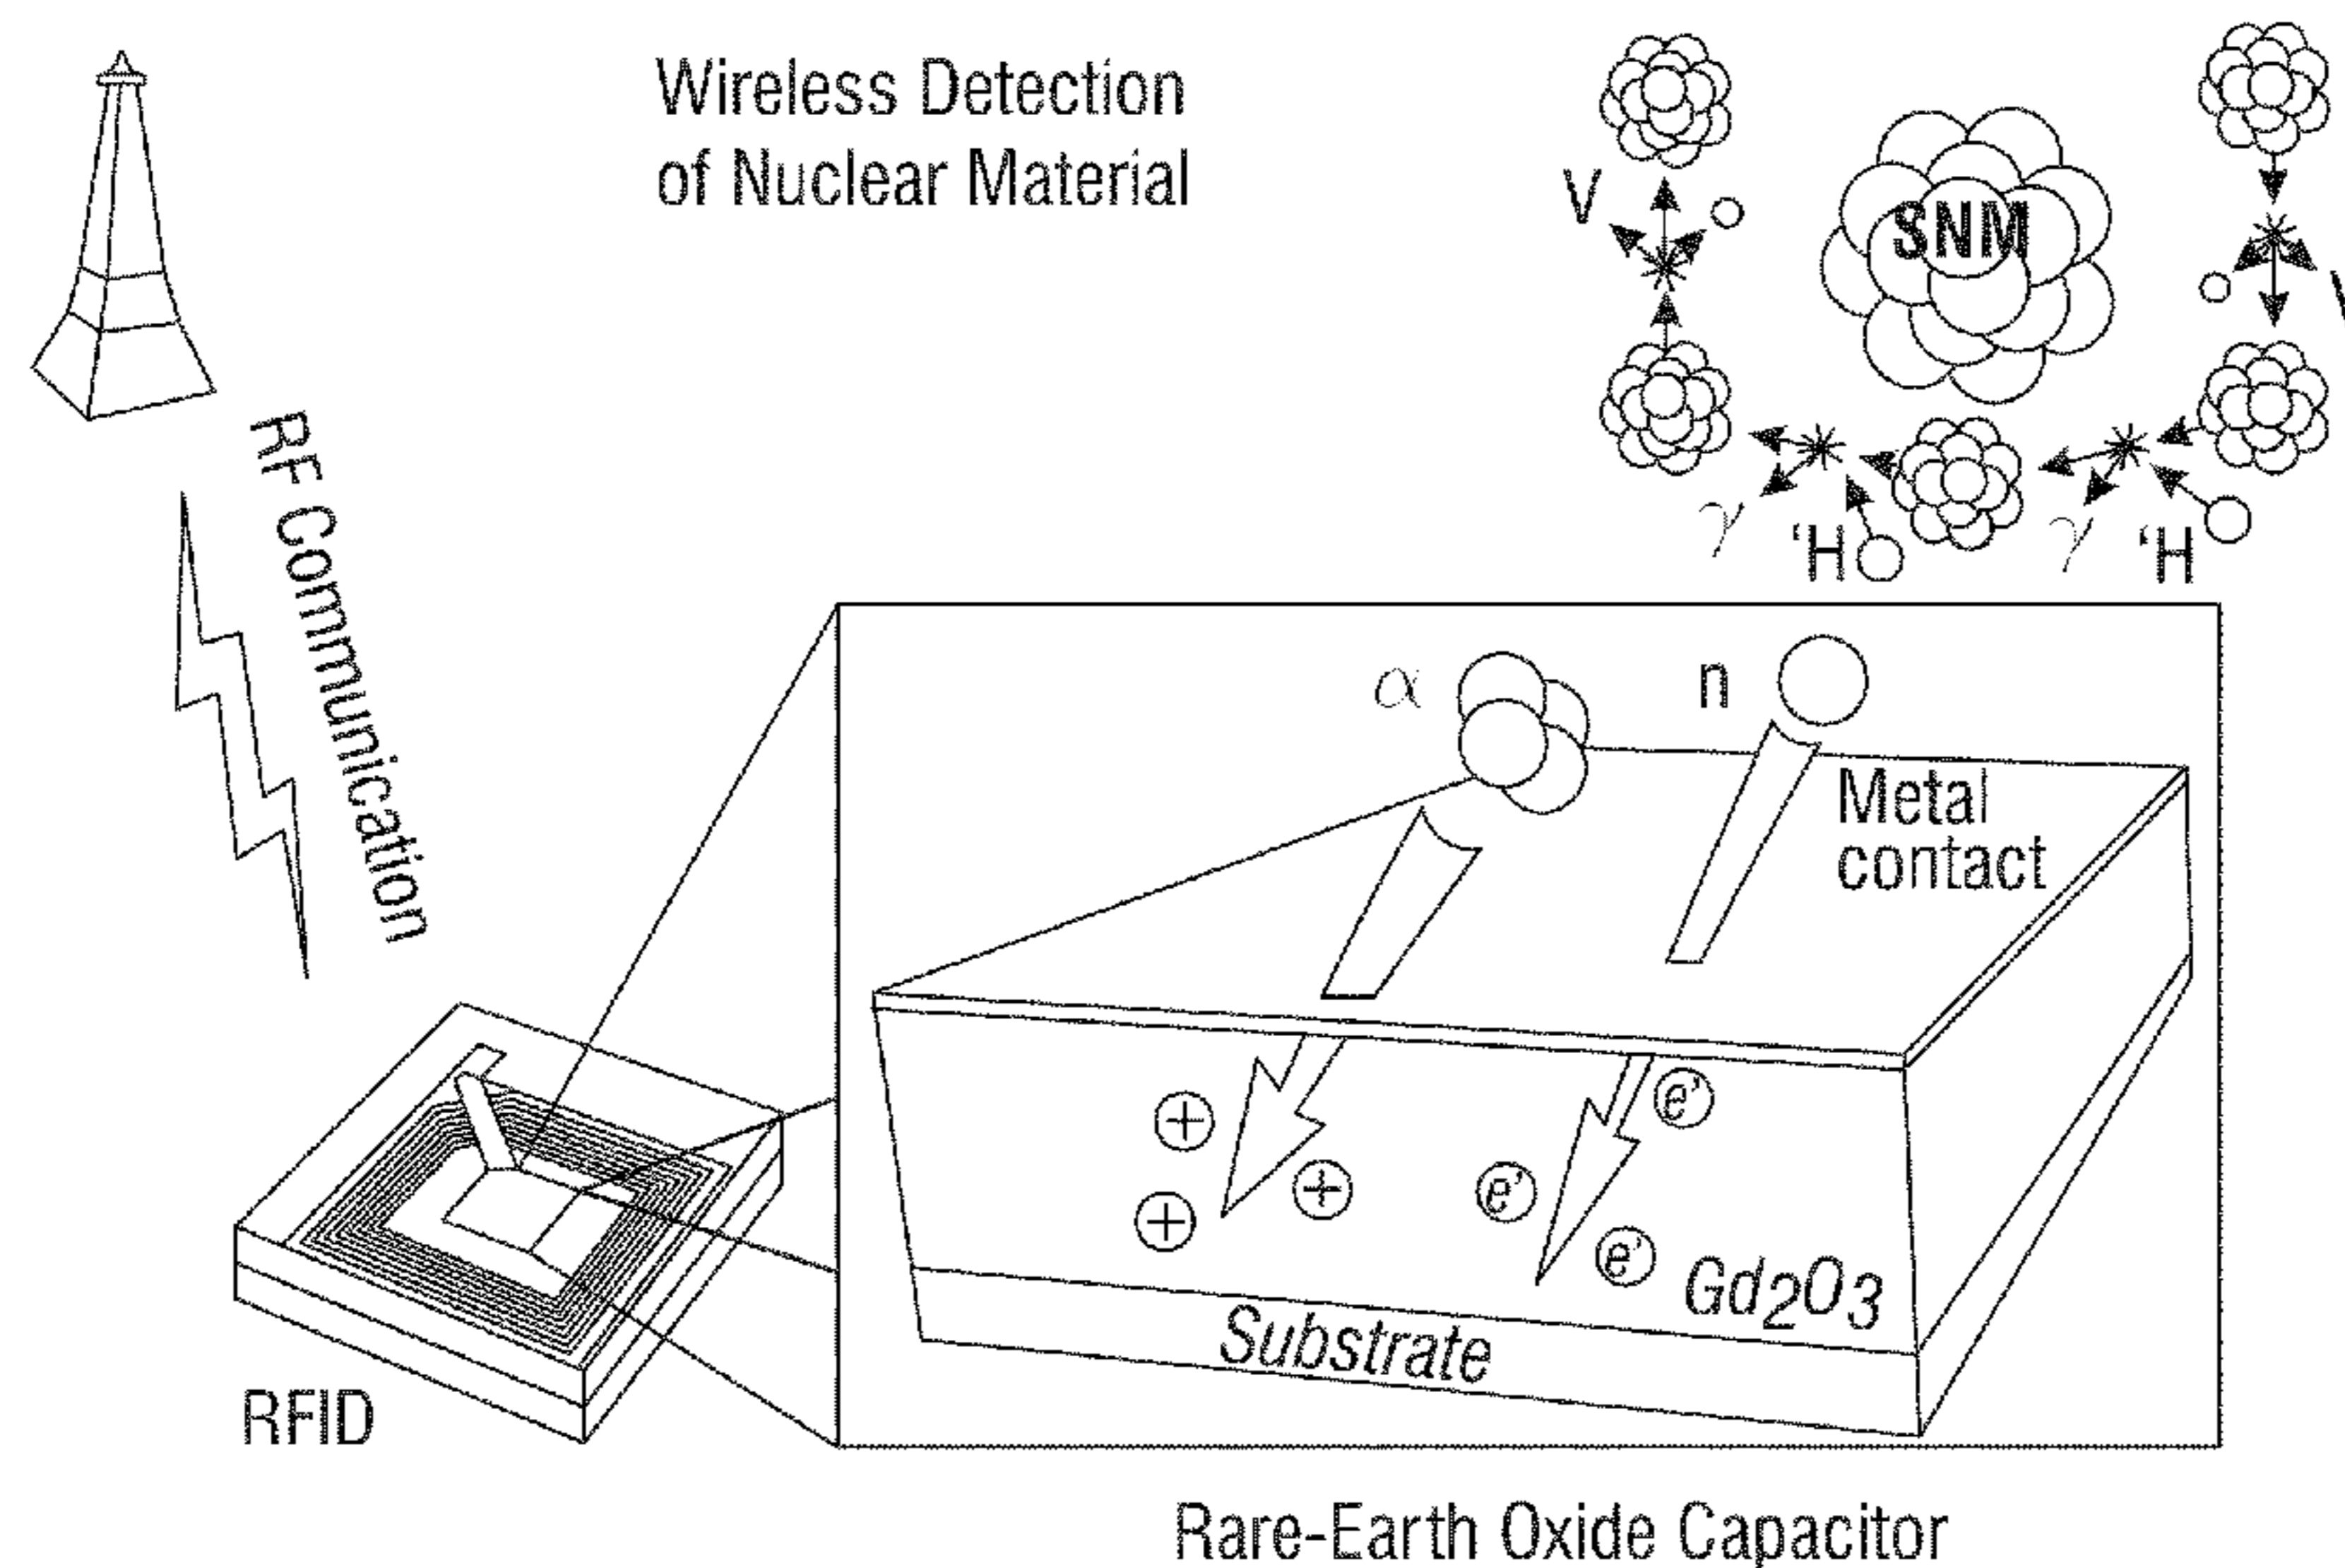 Wireless Detection
of Nuclear Material
SNM
V
V
γ
'H
γ
'H
RF Communication
α
n
Metal
contact
+
+
+
e'
e'
e'
Gd2O3
Substrate
RFID
Rare-Earth Oxide Capacitor